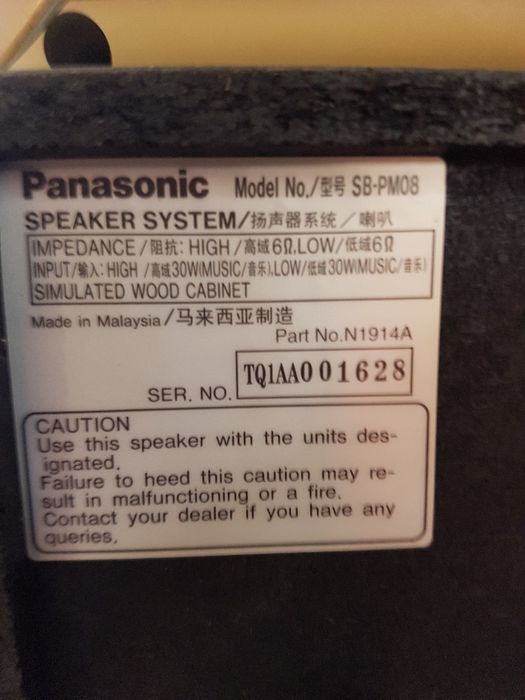 Panasonic Model No./型号 SB-PM08
SPEAKER SYSTEM/扬声器系统/喇叭
IMPEDANCE/阻抗: HIGH/高域6Ω,LOW/低域6Ω
INPUT/输入: HIGH /高域30W(MUSIC/音乐),LOW/低域30W(MUSIC/音乐)
SIMULATED WOOD CABINET
Made in Malaysia/马来西亚制造
Part No.N1914A
SER. NO. TQ1AA001628
CAUTION
Use this speaker with the units des-
ignated.
Failure to heed this caution may re-
sult in malfunctioning or a fire.
Contact your dealer if you have any
queries.